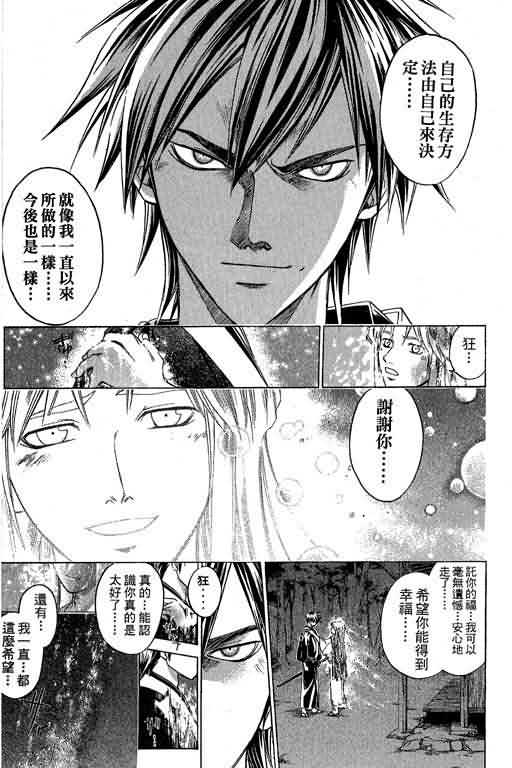 自己的生存方
法由自己來決
定……
就像我一直以來
所做的一樣……
今後也是一樣…
狂…
謝謝你……
託你的福…我可以
毫無遺憾…安心地
走了…
希望你能得到
幸福……
狂…
真的…能認
識你真的是
太好了…
還有…
我一直…都
這麼希望…